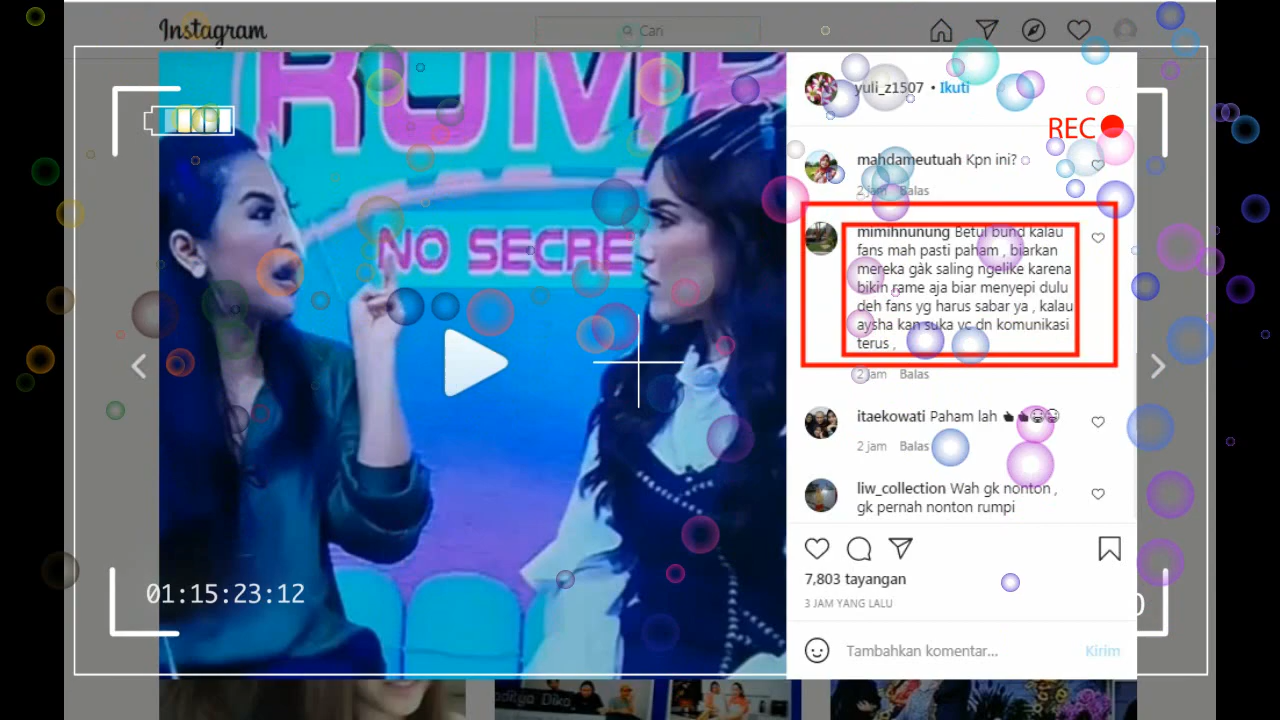 Instagram
Cari
RUMP
NO SECRE
yuli_z1507 • Ikuti
REC
mahdameutuah Kpn ini?
2 jam Balas
mimihnunung Betul bund kalau
fans mah pasti paham , biarkan
mereka gàk saling ngelike karena
bikin rame aja biar menyepi dulu
deh fans yg harus sabar ya , kalau
aysha kan suka vc dn komunikasi
terus ,
2 jam Balas
itaekowati Paham lah
2 jam Balas
liw_collection Wah gk nonton ,
gk pernah nonton rumpi
7,803 tayangan
3 JAM YANG LALU
01:15:23:12
Tambahkan komentar... Kirim